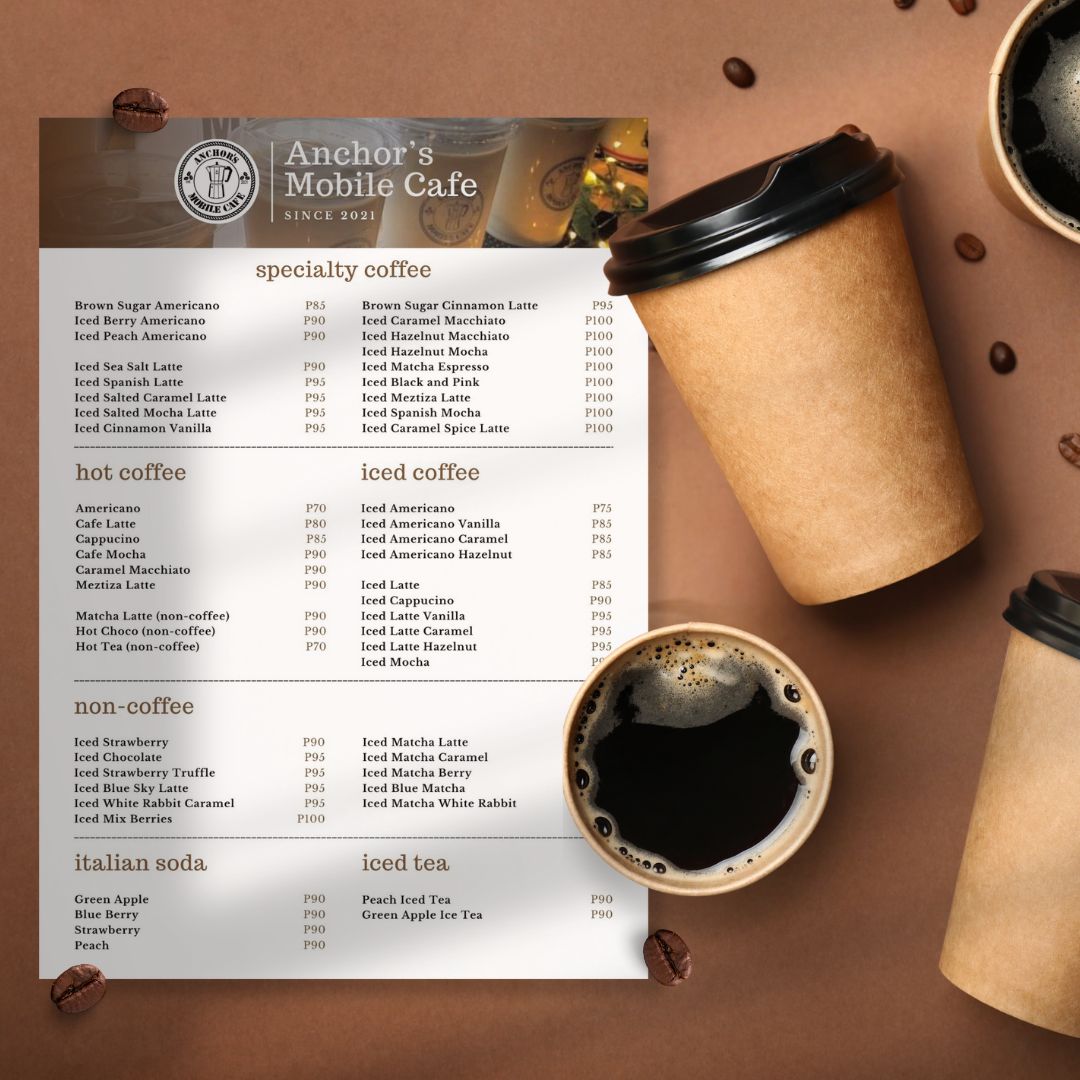 ANCHOR'S
MOBILE CAFE
Anchor's
Mobile Cafe
SINCE 2021
specialty coffee
Brown Sugar Americano P85
Iced Berry Americano P90
Iced Peach Americano P90
Iced Sea Salt Latte P90
Iced Spanish Latte P95
Iced Salted Caramel Latte P95
Iced Salted Mocha Latte P95
Iced Cinnamon Vanilla P95
Brown Sugar Cinnamon Latte P95
Iced Caramel Macchiato P100
Iced Hazelnut Macchiato P100
Iced Hazelnut Mocha P100
Iced Matcha Espresso P100
Iced Black and Pink P100
Iced Meztiza Latte P100
Iced Spanish Mocha P100
Iced Caramel Spice Latte P100
hot coffee
Americano P70
Cafe Latte P80
Cappucino P85
Cafe Mocha P90
Caramel Macchiato P90
Meztiza Latte P90
Matcha Latte (non-coffee) P90
Hot Choco (non-coffee) P90
Hot Tea (non-coffee) P70
iced coffee
Iced Americano P75
Iced Americano Vanilla P85
Iced Americano Caramel P85
Iced Americano Hazelnut P85
Iced Latte P85
Iced Cappucino P90
Iced Latte Vanilla P95
Iced Latte Caramel P95
Iced Latte Hazelnut P95
Iced Mocha
non-coffee
Iced Strawberry P90
Iced Chocolate P95
Iced Strawberry Truffle P95
Iced Blue Sky Latte P95
Iced White Rabbit Caramel P95
Iced Mix Berries P100
Iced Matcha Latte
Iced Matcha Caramel
Iced Matcha Berry
Iced Blue Matcha
Iced Matcha White Rabbit
italian soda
Green Apple P90
Blue Berry P90
Strawberry P90
Peach P90
iced tea
Peach Iced Tea P90
Green Apple Ice Tea P90